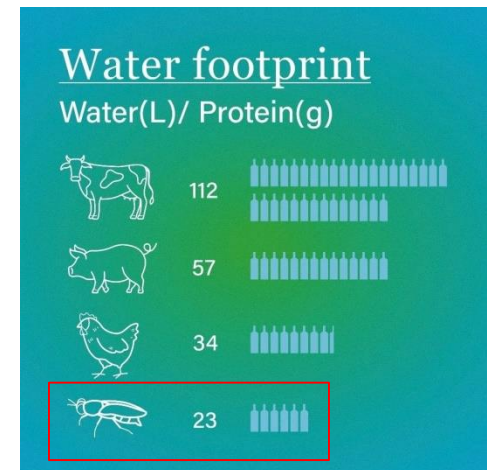 Water footprint
Water(L)/ Protein(g)
112
57
34
23